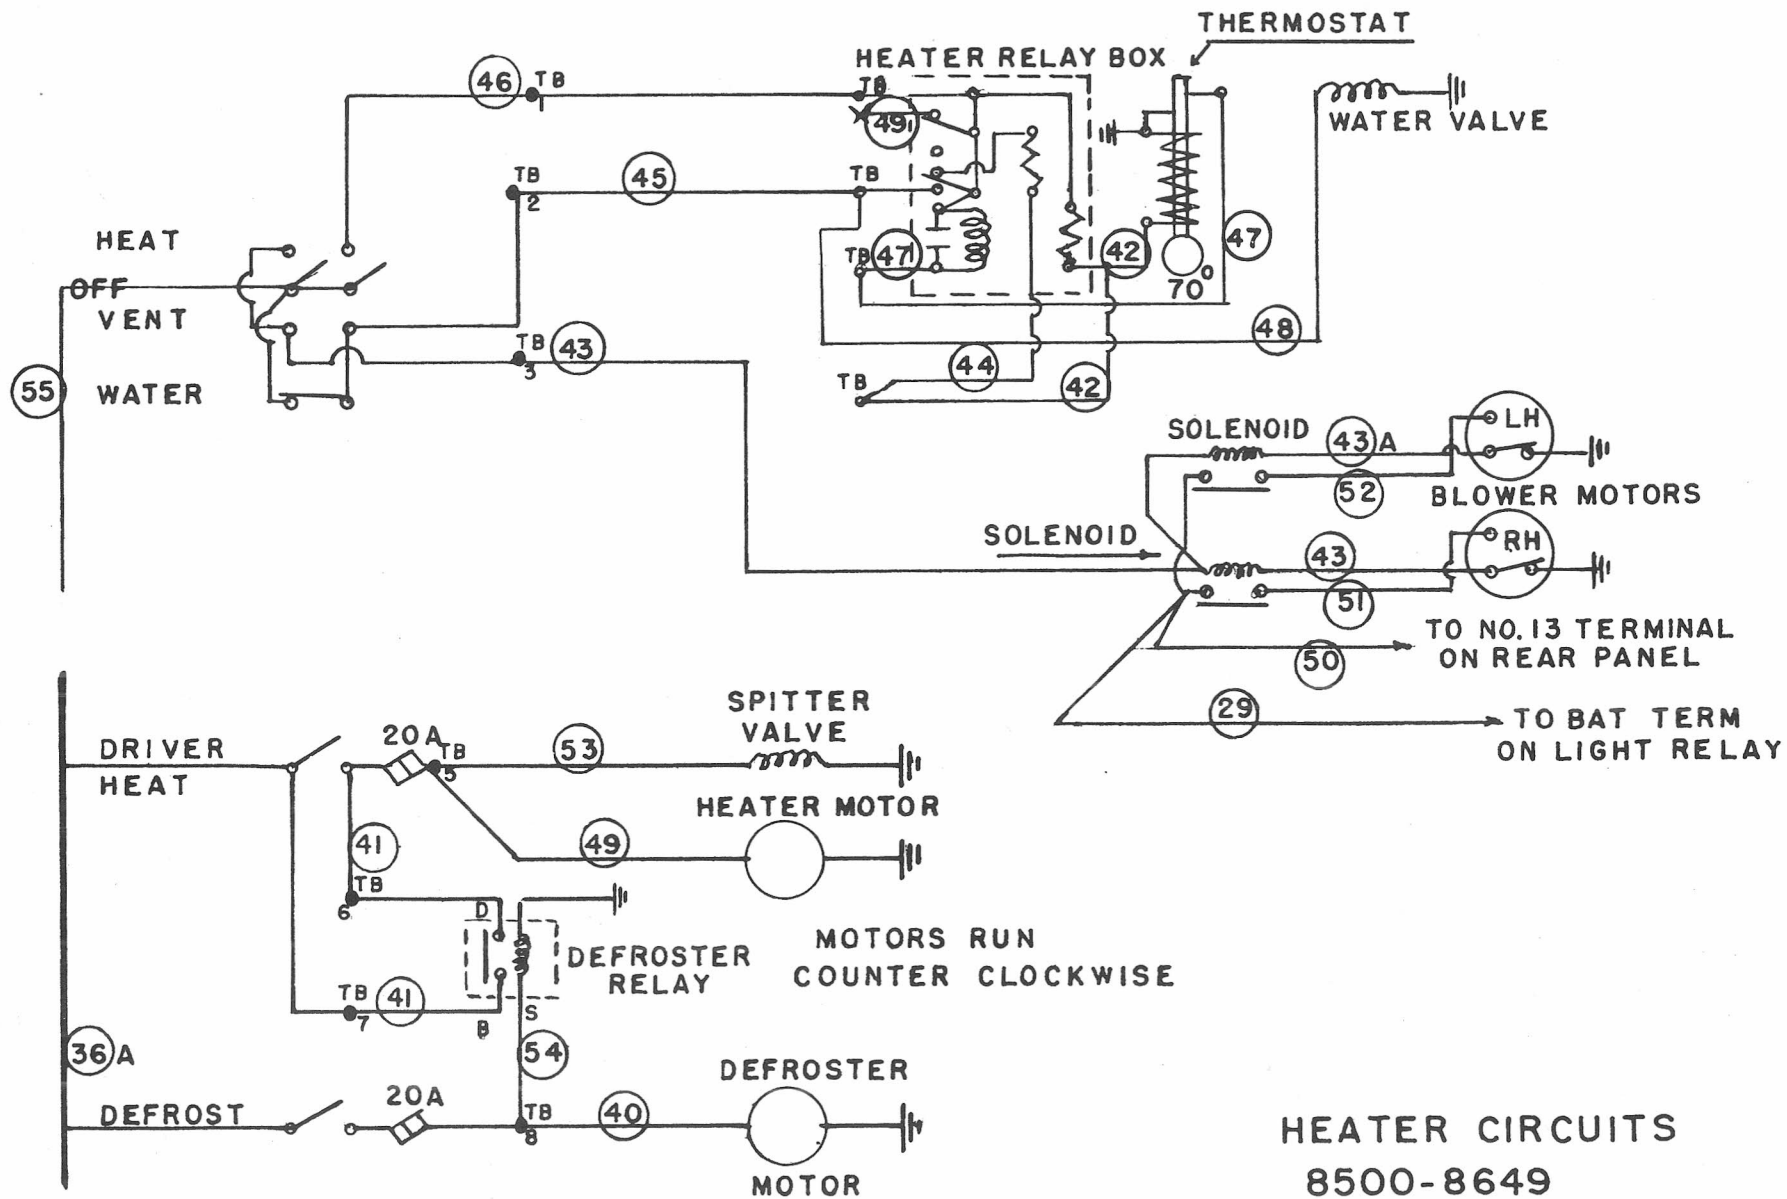 THERMOSTAT
HEATER RELAY BOX
46 TB
1
TB
49
WATER VALVE
TB
2
45
TB
HEAT
OFF
VENT
WATER
55
47
TB
42
47
70°
48
TB
3
43
44
TB
42
SOLENOID
43 A
LH
52
BLOWER MOTORS
SOLENOID
43
RH
51
TO NO. 13 TERMINAL
ON REAR PANEL
50
29
TO BAT TERM
ON LIGHT RELAY
SPITTER
VALVE
DRIVER
HEAT
20A
TB
5
53
HEATER MOTOR
49
41
TB
6
D
DEFROSTER
RELAY
MOTORS RUN
COUNTER CLOCKWISE
TB
7
41
B
S
36A
54
DEFROST
20A
TB
8
40
DEFROSTER
MOTOR
HEATER CIRCUITS
8500-8649